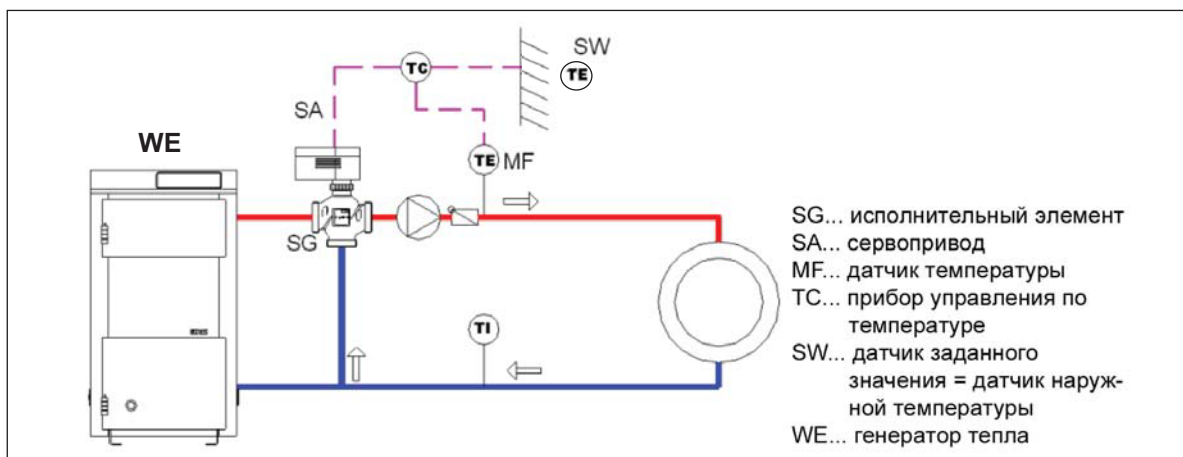 SW
TC
TE
SA
WE
TE MF
SG
TI
SG... исполнительный элемент
SA... сервопривод
MF... датчик температуры
TC... прибор управления по
температуре
SW... датчик заданного
значения = датчик наруж-
ной температуры
WE... генератор тепла